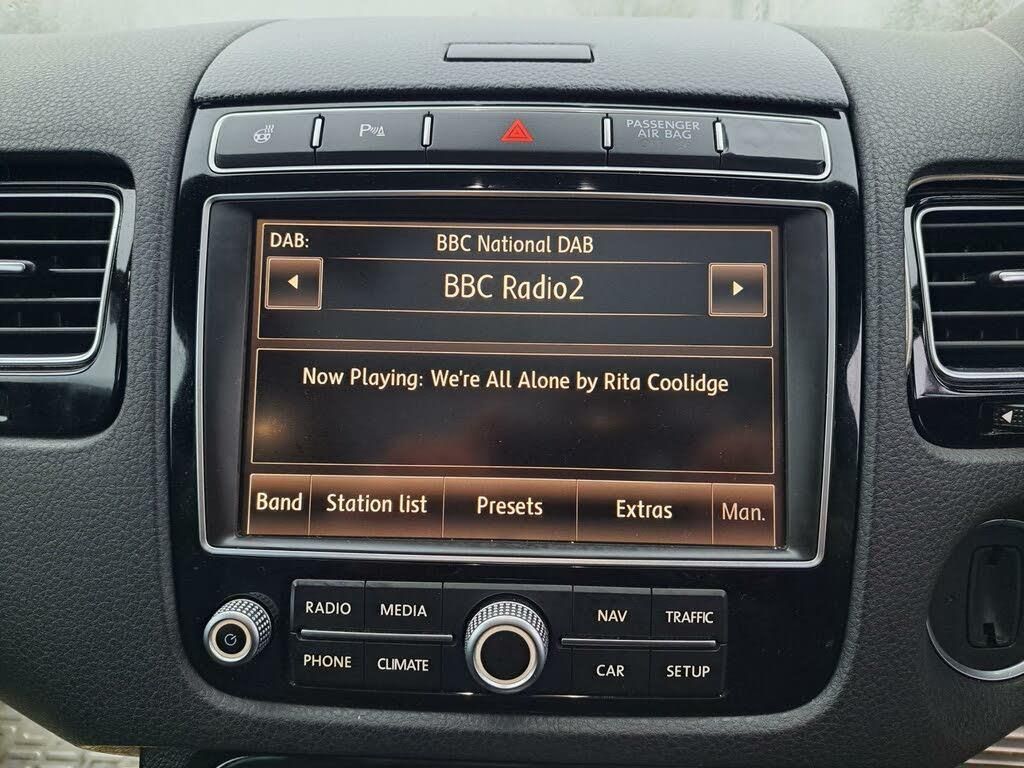 P
PASSENGER
AIR BAG
DAB:
BBC National DAB
BBC Radio2
Now Playing: We're All Alone by Rita Coolidge
Band
Station list
Presets
Extras
Man.
RADIO
MEDIA
NAV
TRAFFIC
PHONE
CLIMATE
CAR
SETUP